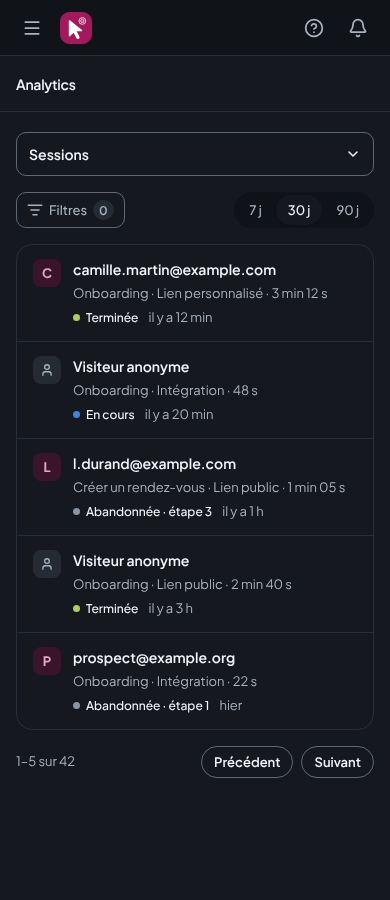 Analytics
Sessions
Filtres 0
7 j 30 j 90 j
C camille.martin@example.com
Onboarding · Lien personnalisé · 3 min 12 s
Terminée il y a 12 min
Visiteur anonyme
Onboarding · Intégration · 48 s
En cours il y a 20 min
L l.durand@example.com
Créer un rendez-vous · Lien public · 1 min 05 s
Abandonnée · étape 3 il y a 1 h
Visiteur anonyme
Onboarding · Lien public · 2 min 40 s
Terminée il y a 3 h
P prospect@example.org
Onboarding · Intégration · 22 s
Abandonnée · étape 1 hier
1–5 sur 42 Précédent Suivant